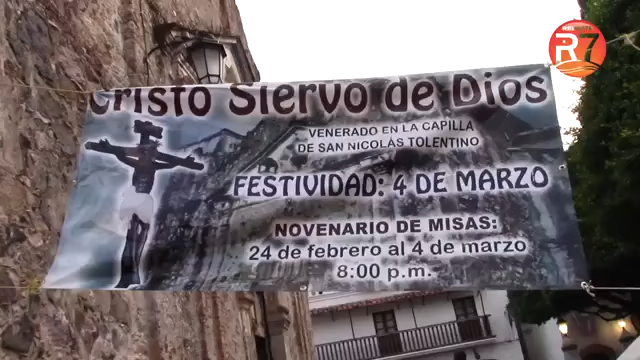 R7
Cristo Siervo de Dios
VENERADO EN LA CAPILLA
DE SAN NICOLÁS TOLENTINO
FESTIVIDAD: 4 DE MARZO
NOVENARIO DE MISAS:
24 de febrero al 4 de marzo
8:00 p.m.